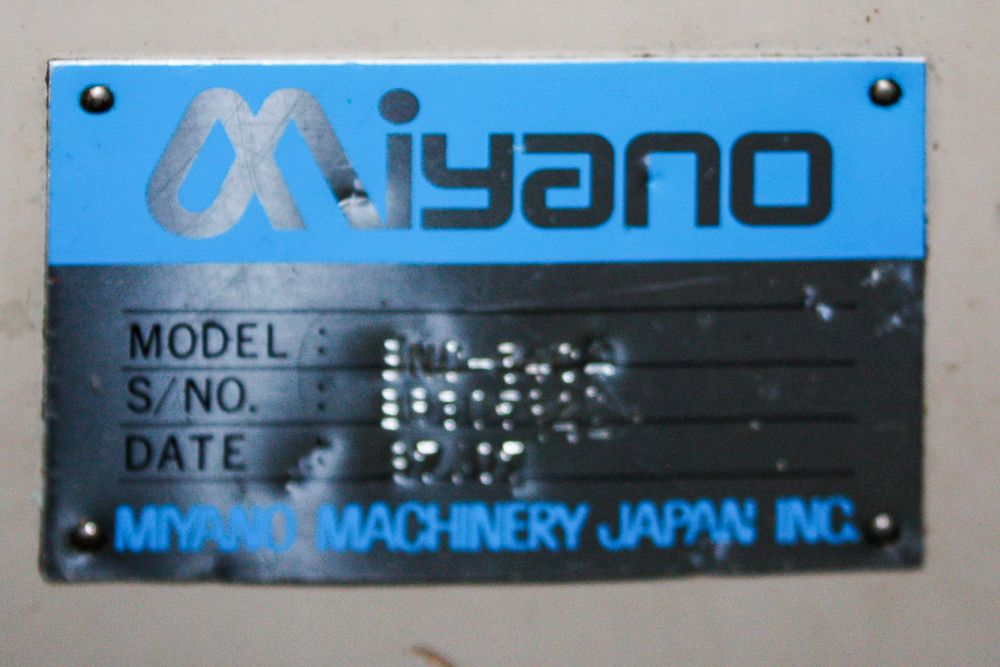 Miyano
MODEL :
S/NO. :
DATE :
MIYANO MACHINERY JAPAN INC.